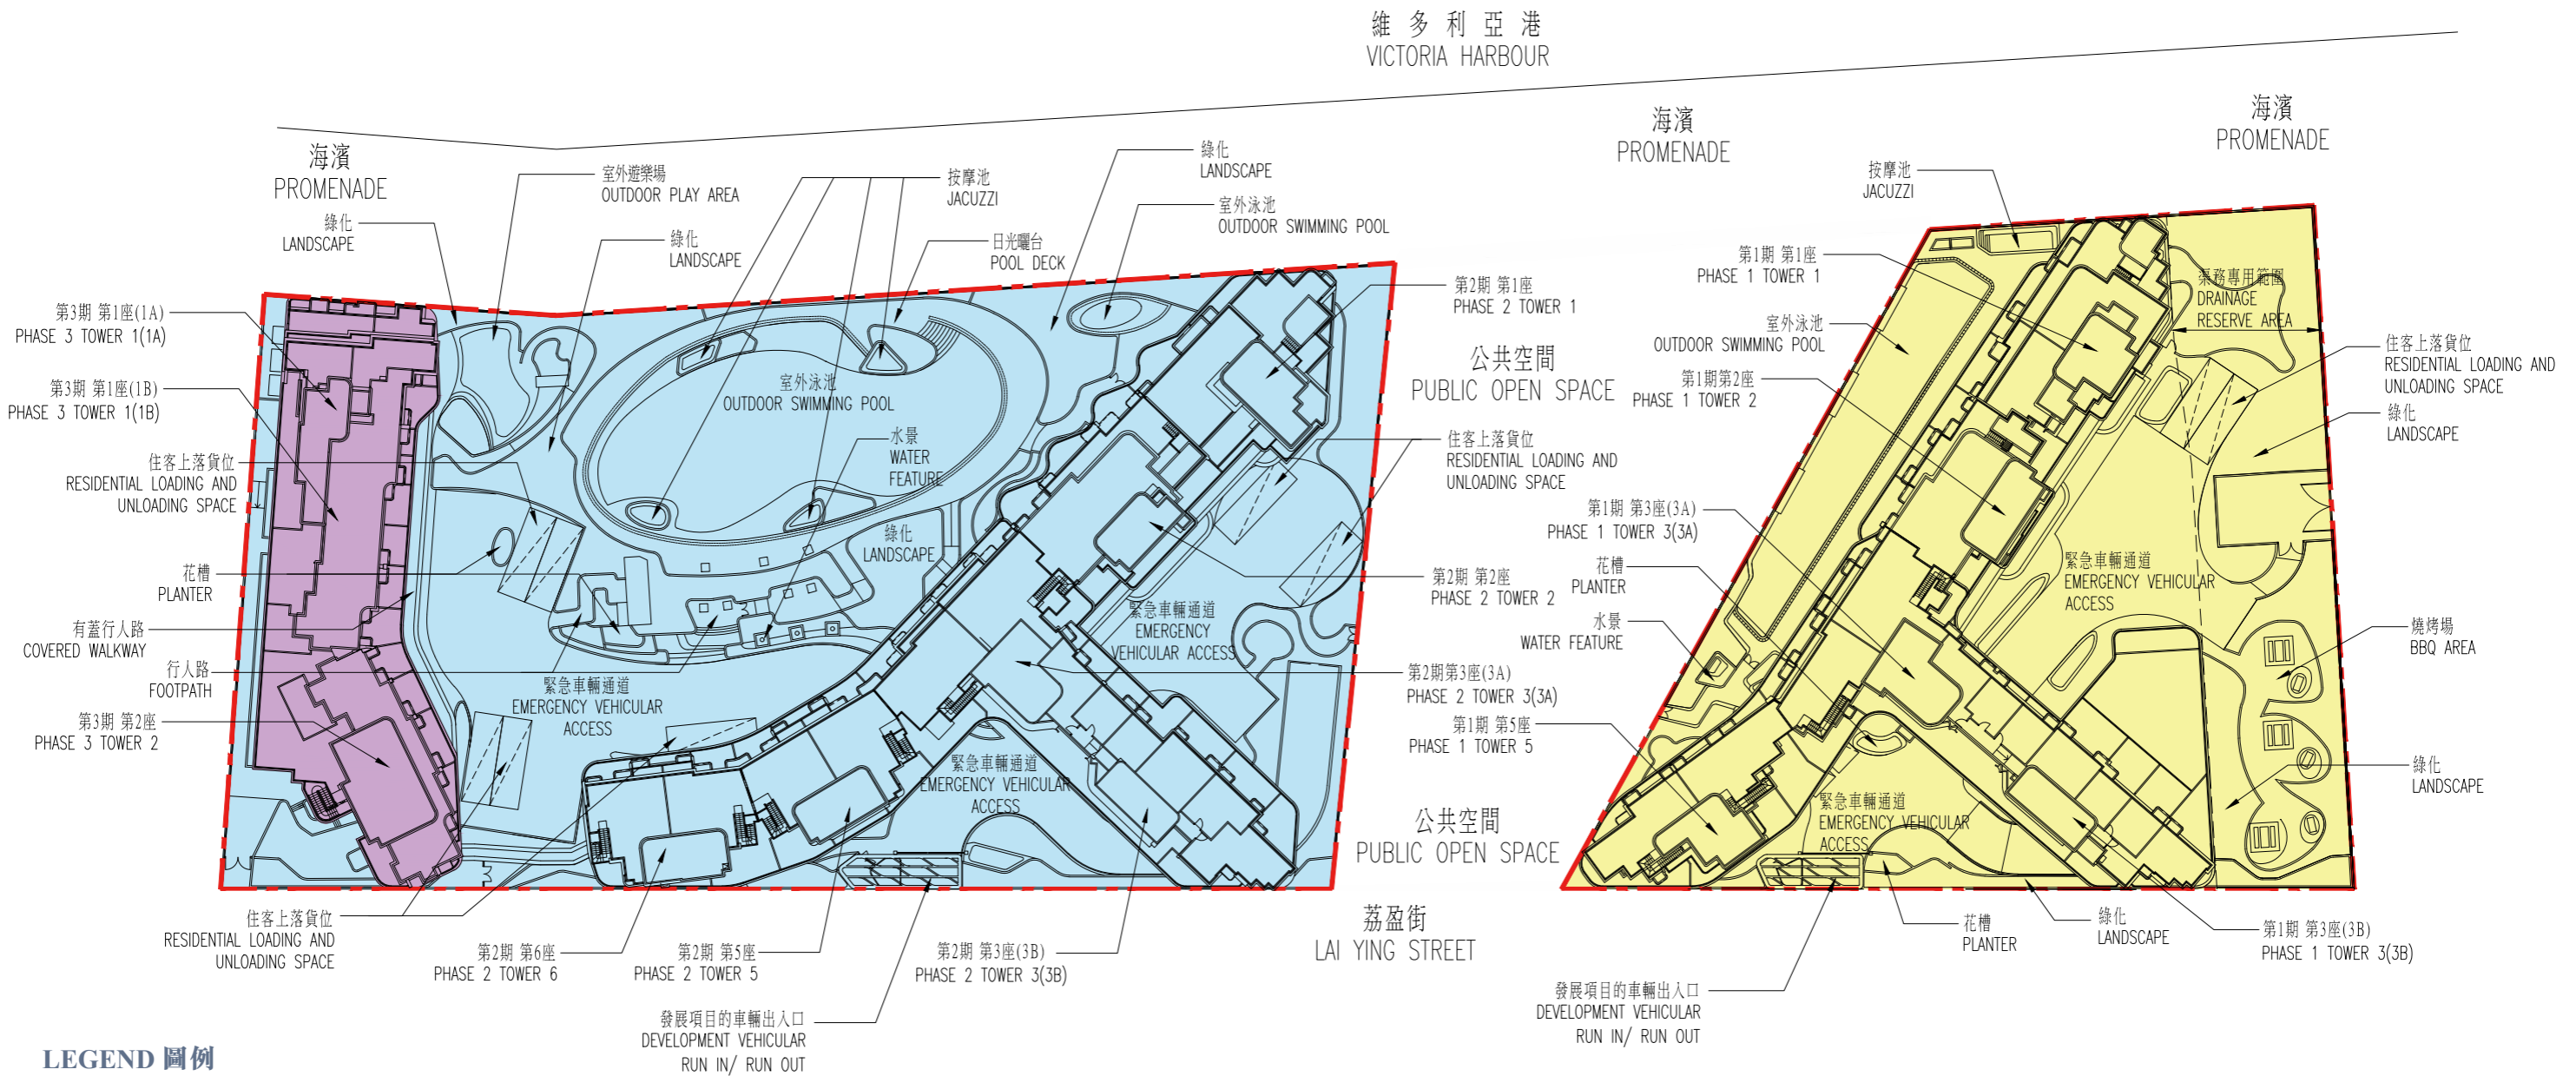 維多利亞港
VICTORIA HARBOUR
海濱
PROMENADE
海濱
PROMENADE
海濱
PROMENADE
綠化
LANDSCAPE
室外遊樂場
OUTDOOR PLAY AREA
綠化
LANDSCAPE
按摩池
JACUZZI
日光曬台
POOL DECK
綠化
LANDSCAPE
室外泳池
OUTDOOR SWIMMING POOL
第3期 第1座(1A)
PHASE 3 TOWER 1(1A)
第3期 第1座(1B)
PHASE 3 TOWER 1(1B)
住客上落貨位
RESIDENTIAL LOADING AND
UNLOADING SPACE
花槽
PLANTER
有蓋行人路
COVERED WALKWAY
行人路
FOOTPATH
第3期 第2座
PHASE 3 TOWER 2
室外泳池
OUTDOOR SWIMMING POOL
水景
WATER
FEATURE
綠化
LANDSCAPE
緊急車輛通道
EMERGENCY VEHICULAR
ACCESS
緊急車輛通道
EMERGENCY VEHICULAR
ACCESS
緊急車輛通道
EMERGENCY
VEHICULAR ACCESS
第2期 第1座
PHASE 2 TOWER 1
公共空間
PUBLIC OPEN SPACE
住客上落貨位
RESIDENTIAL LOADING AND
UNLOADING SPACE
第2期 第2座
PHASE 2 TOWER 2
第2期第3座(3A)
PHASE 2 TOWER 3(3A)
公共空間
PUBLIC OPEN SPACE
荔盈街
LAI YING STREET
住客上落貨位
RESIDENTIAL LOADING AND
UNLOADING SPACE
第2期 第6座
PHASE 2 TOWER 6
第2期 第5座
PHASE 2 TOWER 5
第2期 第3座(3B)
PHASE 2 TOWER 3(3B)
發展項目的車輛出入口
DEVELOPMENT VEHICULAR
RUN IN/ RUN OUT
按摩池
JACUZZI
第1期 第1座
PHASE 1 TOWER 1
室外泳池
OUTDOOR SWIMMING POOL
第1期第2座
PHASE 1 TOWER 2
第1期 第3座(3A)
PHASE 1 TOWER 3(3A)
花槽
PLANTER
水景
WATER FEATURE
第1期 第5座
PHASE 1 TOWER 5
渠務專用範圍
DRAINAGE
RESERVE AREA
住客上落貨位
RESIDENTIAL LOADING AND
UNLOADING SPACE
綠化
LANDSCAPE
緊急車輛通道
EMERGENCY VEHICULAR
ACCESS
燒烤場
BBQ AREA
綠化
LANDSCAPE
緊急車輛通道
EMERGENCY VEHICULAR
ACCESS
花槽
PLANTER
綠化
LANDSCAPE
第1期 第3座(3B)
PHASE 1 TOWER 3(3B)
發展項目的車輛出入口
DEVELOPMENT VEHICULAR
RUN IN/ RUN OUT
LEGEND 圖例